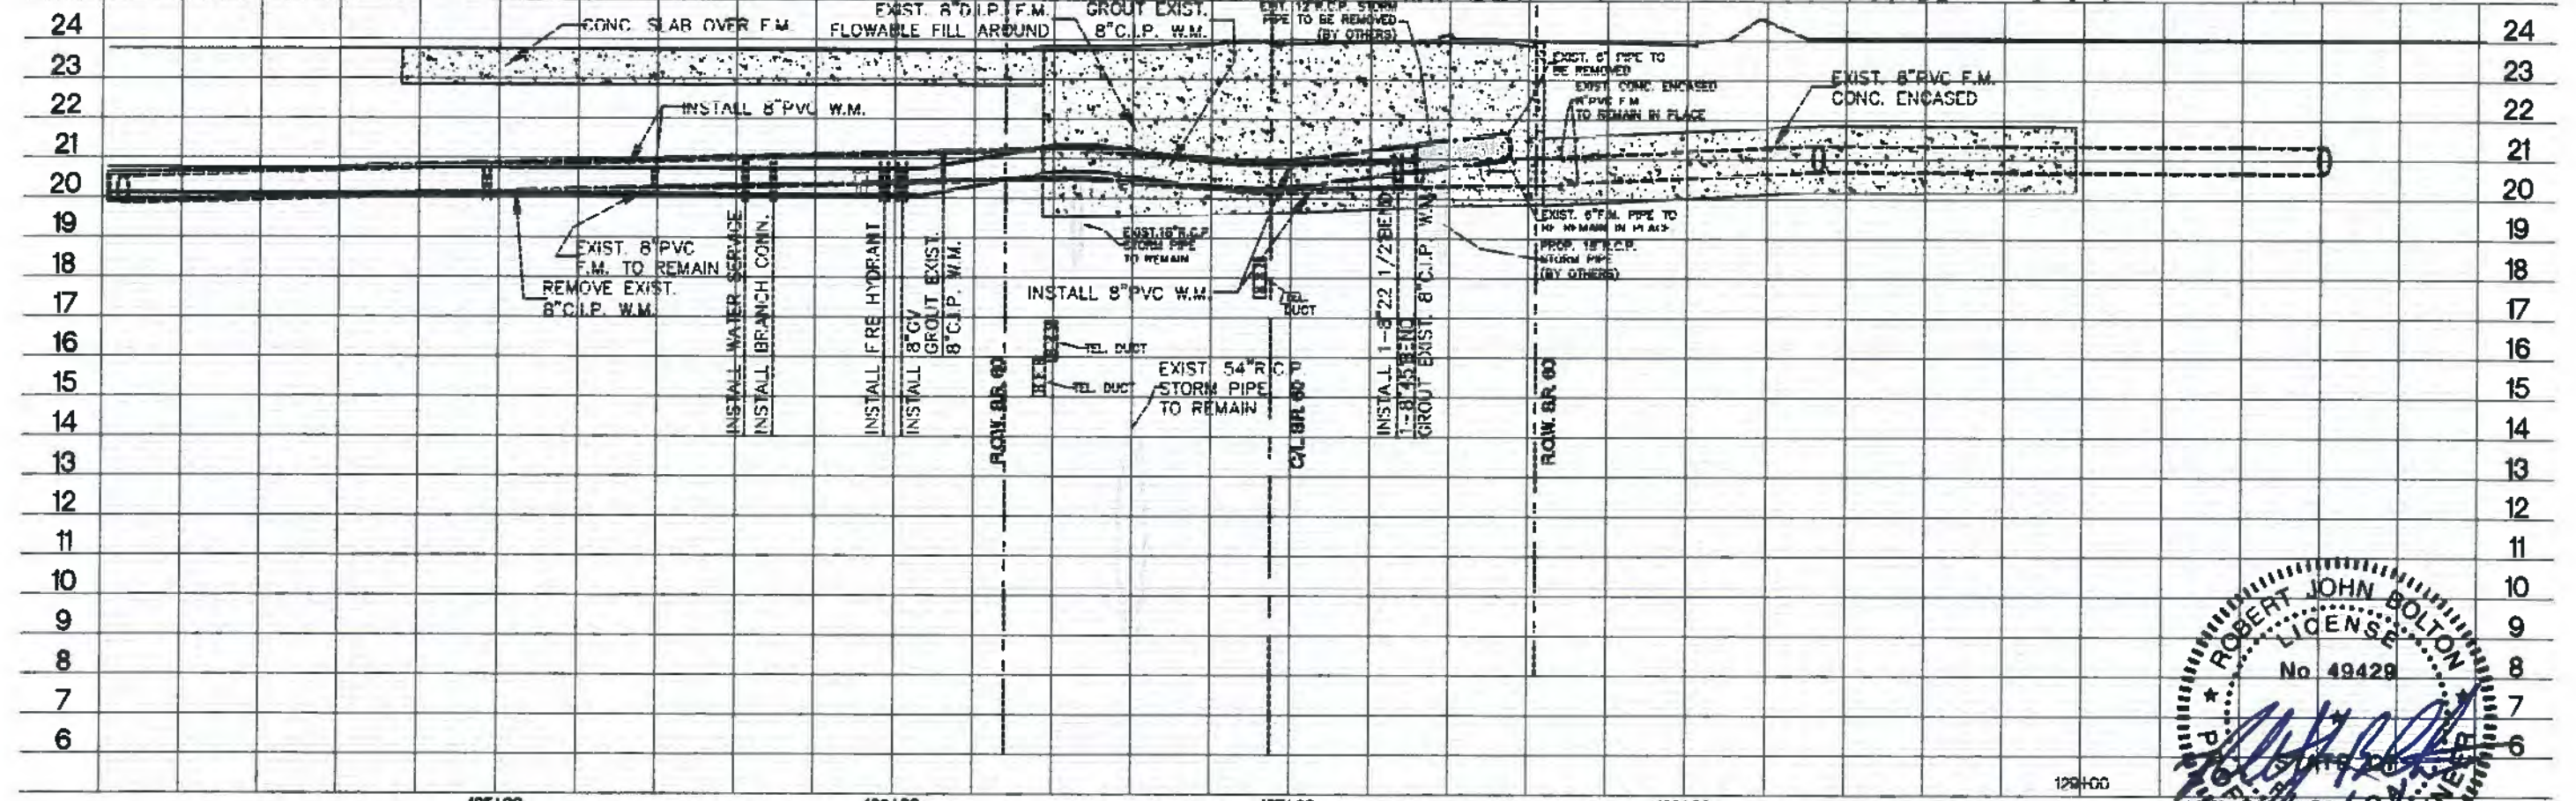 24
23
22
21
20
19
18
17
16
15
14
13
12
11
10
9
8
7
6
CONC. SLAB OVER F.M.
EXIST. 8"D.I.P. F.M.
FLOWABLE FILL AROUND
GROUT EXIST.
8"C.I.P. W.M.
EXIST. 12"R.C.P. STORM
PIPE TO BE REMOVED
(BY OTHERS)
EXIST. 6" PIPE TO
BE REMOVED
EXIST. CONC. ENCASED
PVC F.M.
TO REMAIN IN PLACE
EXIST. 8"PVC F.M.
CONC. ENCASED
INSTALL 8"PVC W.M.
EXIST. 8"PVC
F.M. TO REMAIN
REMOVE EXIST.
8"C.I.P. W.M.
INSTALL WATER SERVICE
INSTALL BRANCH CONN.
INSTALL FIRE HYDRANT
INSTALL 8"GV
GROUT EXIST.
8"C.I.P. W.M.
R.O.W. S.R. 60
STORM PIPE
TO REMAIN
INSTALL 8"PVC W.M.
TEL. DUCT
TEL. DUCT
TEL.
DUCT
EXIST. 54"R.C.P.
STORM PIPE
TO REMAIN
C/L S.R. 60
INSTALL 1-8"22 1/2 BEND
1-8"45 BEND
GROUT EXIST. 8"C.I.P. W.M.
EXIST. 6"F.M. PIPE TO
BE REMAIN IN PLACE
PROP. 18"R.C.P.
STORM PIPE
(BY OTHERS)
R.O.W. S.R. 60
24
23
22
21
20
19
18
17
16
15
14
13
12
11
10
9
8
7
6
ROBERT JOHN BOLTON
LICENSE
No 49429
129+00